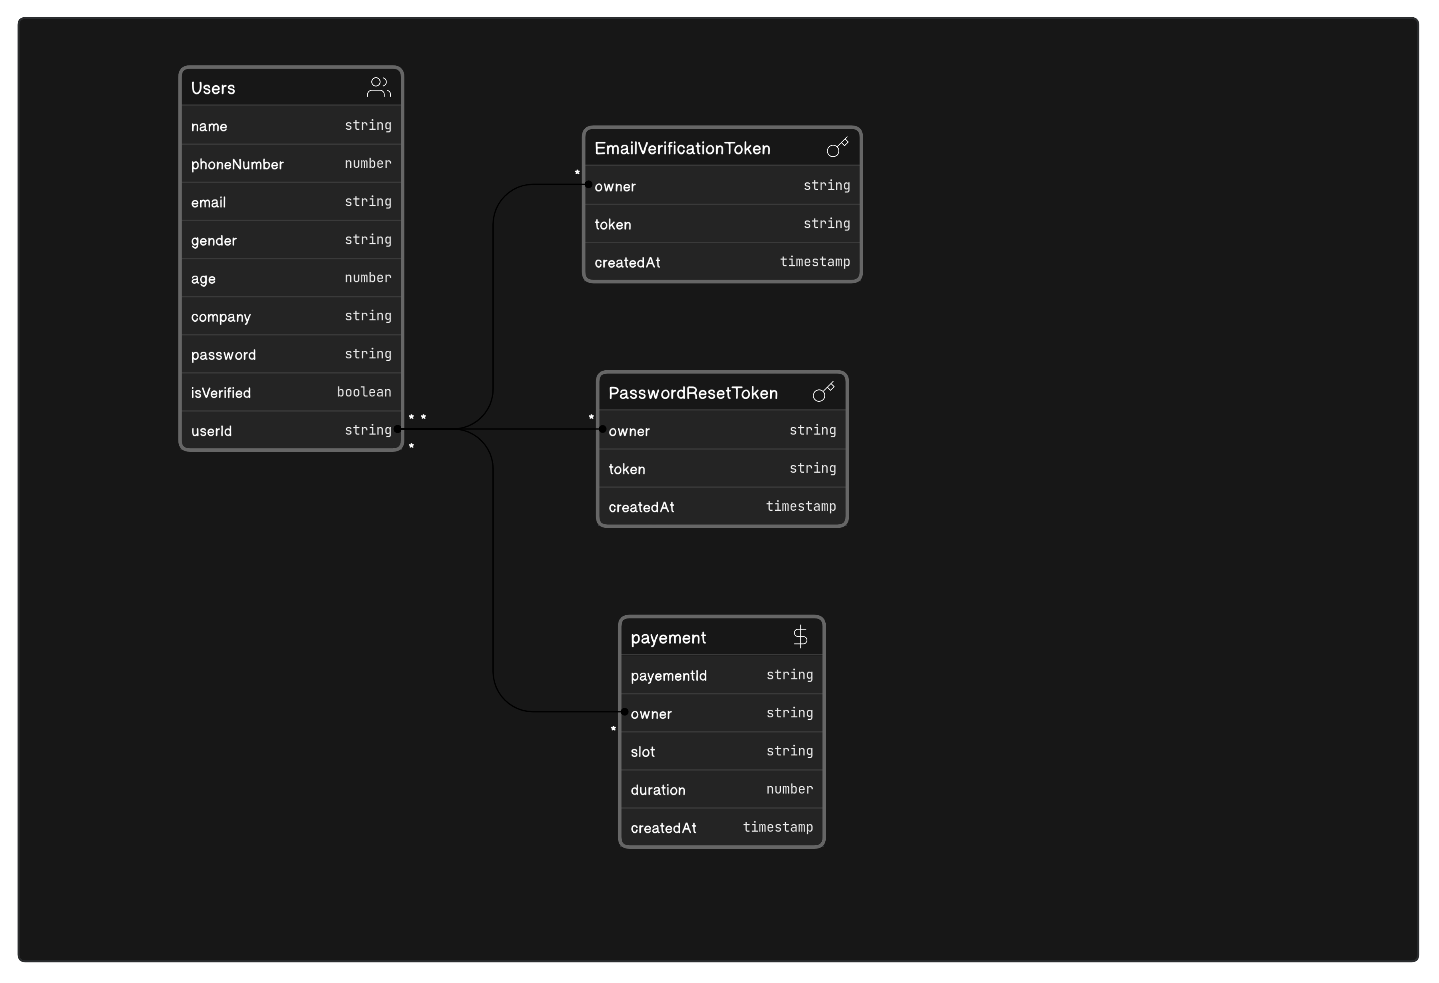 Users
name string
phoneNumber number
email string
gender string
age number
company string
password string
isVerified boolean
userId string
* *
*
EmailVerificationToken
*
owner string
token string
createdAt timestamp
PasswordResetToken
*
owner string
token string
createdAt timestamp
payement
payementId string
owner string
*
slot string
duration number
createdAt timestamp